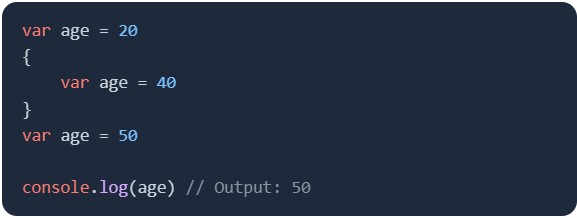 var age = 20
{
    var age = 40
}
var age = 50

console.log(age) // Output: 50